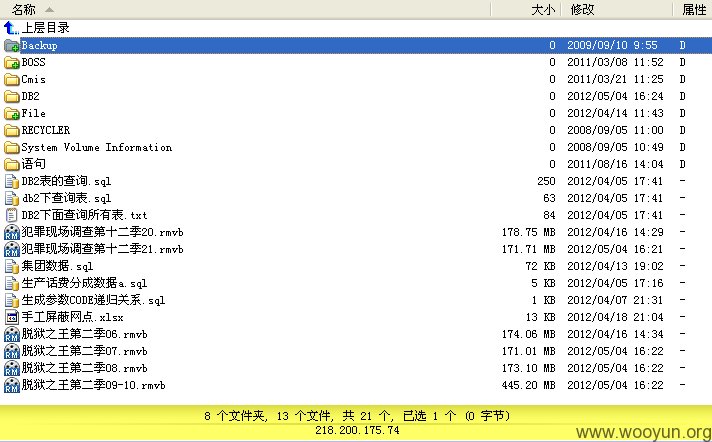 名称 大小 修改 属性
上层目录
Backup 0 2009/09/10 9:55 D
BOSS 0 2011/03/08 11:52 D
Cmis 0 2011/03/21 11:25 D
DB2 0 2012/05/04 16:24 D
File 0 2012/04/14 11:43 D
RECYCLER 0 2008/09/05 11:00 D
System Volume Information 0 2008/09/05 10:49 D
语句 0 2011/08/16 14:04 D
DB2表的查询.sql 250 2012/04/05 17:41 -
db2下查询表.sql 63 2012/04/05 17:41 -
DB2下面查询所有表.txt 84 2012/04/05 17:41 -
犯罪现场调查第十二季20.rmvb 178.75 MB 2012/04/16 14:29 -
犯罪现场调查第十二季21.rmvb 171.71 MB 2012/05/04 16:21 -
集团数据.sql 72 KB 2012/04/13 19:02 -
生产话费分成数据a.sql 5 KB 2012/04/05 17:16 -
生成参数CODE递归关系.sql 1 KB 2012/04/07 21:31 -
手工屏蔽网点.xlsx 13 KB 2012/04/18 21:04 -
脱狱之王第二季06.rmvb 174.06 MB 2012/04/16 14:34 -
脱狱之王第二季07.rmvb 171.01 MB 2012/05/04 16:22 -
脱狱之王第二季08.rmvb 173.10 MB 2012/05/04 16:22 -
脱狱之王第二季09-10.rmvb 445.20 MB 2012/05/04 16:22 -
8 个文件夹, 13 个文件, 共 21 个, 已选 1 个 (0 字节)
218.200.175.74
www.wooyun.org